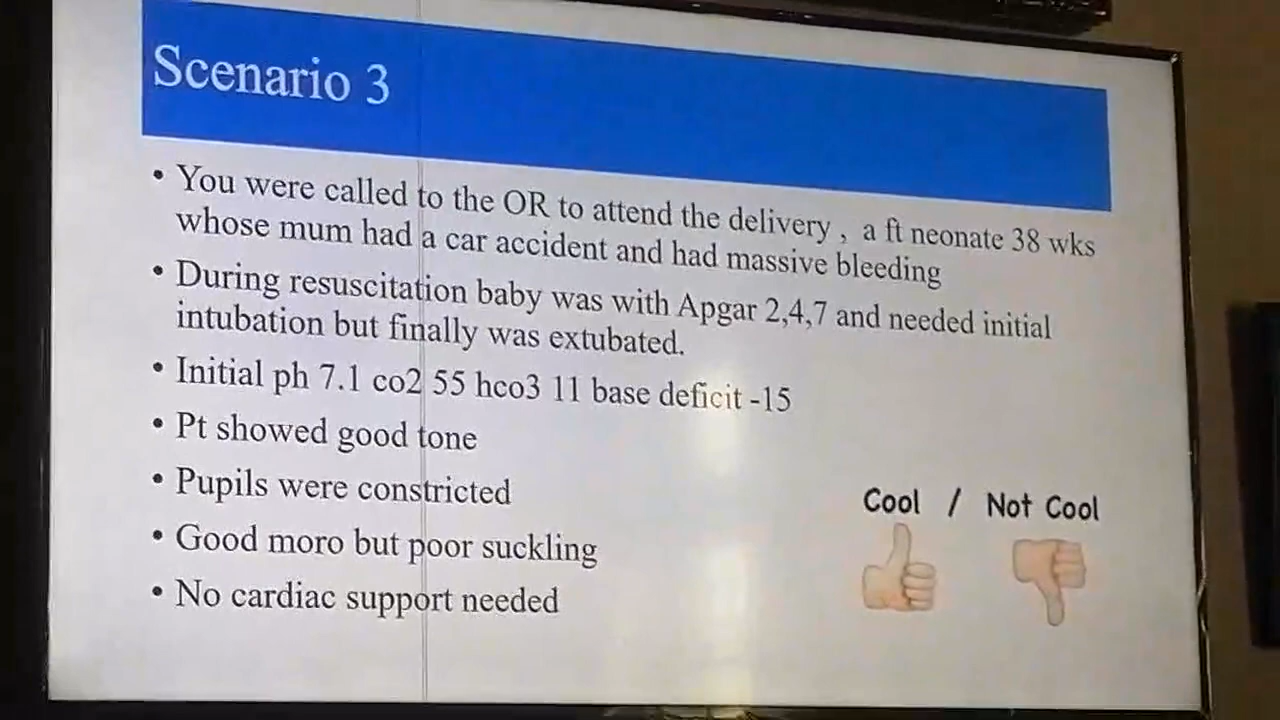 Scenario 3
• You were called to the OR to attend the delivery , a ft neonate 38 wks
whose mum had a car accident and had massive bleeding
• During resuscitation baby was with Apgar 2,4,7 and needed initial
intubation but finally was extubated.
• Initial ph 7.1 co2 55 hco3 11 base deficit -15
• Pt showed good tone
• Pupils were constricted
• Good moro but poor suckling
• No cardiac support needed
Cool / Not Cool